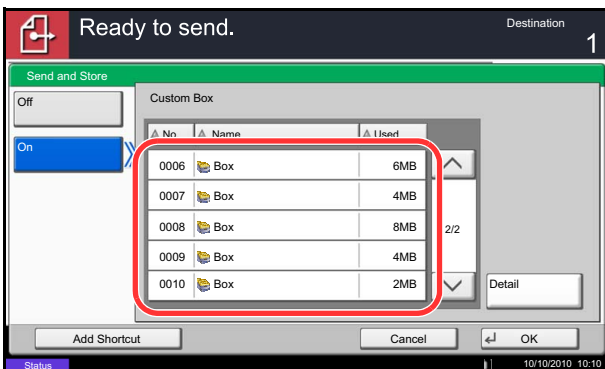 Ready to send.
Destination
1
Send and Store
Off
Custom Box
No. Name Used
On
0006 Box 6MB
0007 Box 4MB
0008 Box 8MB
2/2
0009 Box 4MB
0010 Box 2MB
Detail
Add Shortcut Cancel OK
Status 10/10/2010 10:10